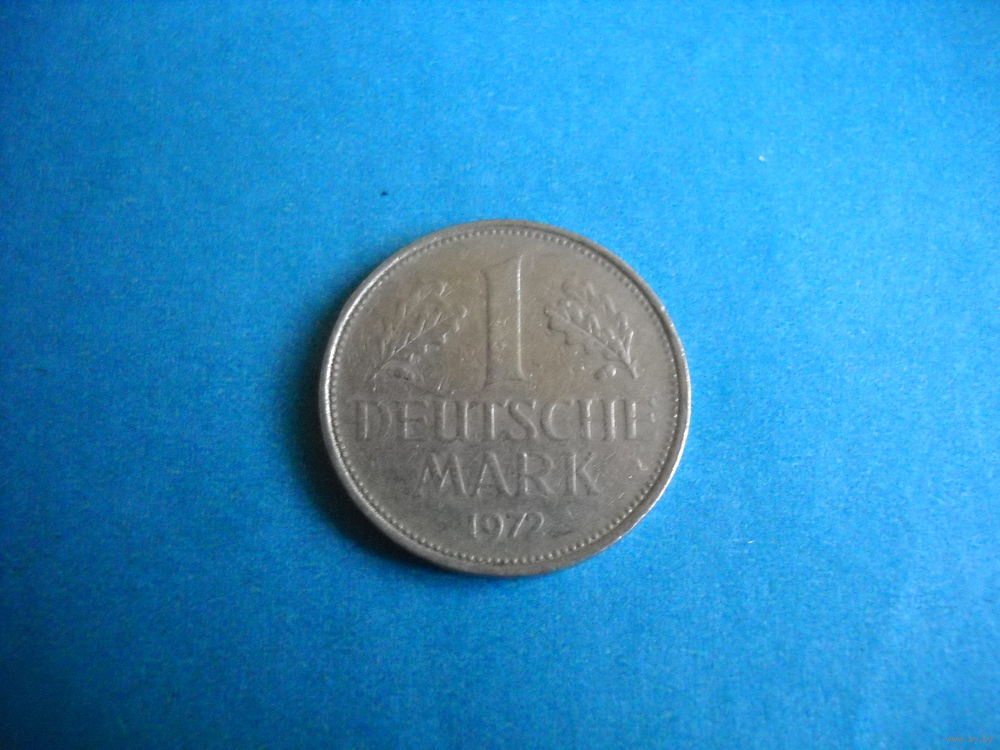 1
DEUTSCHE
MARK
1972